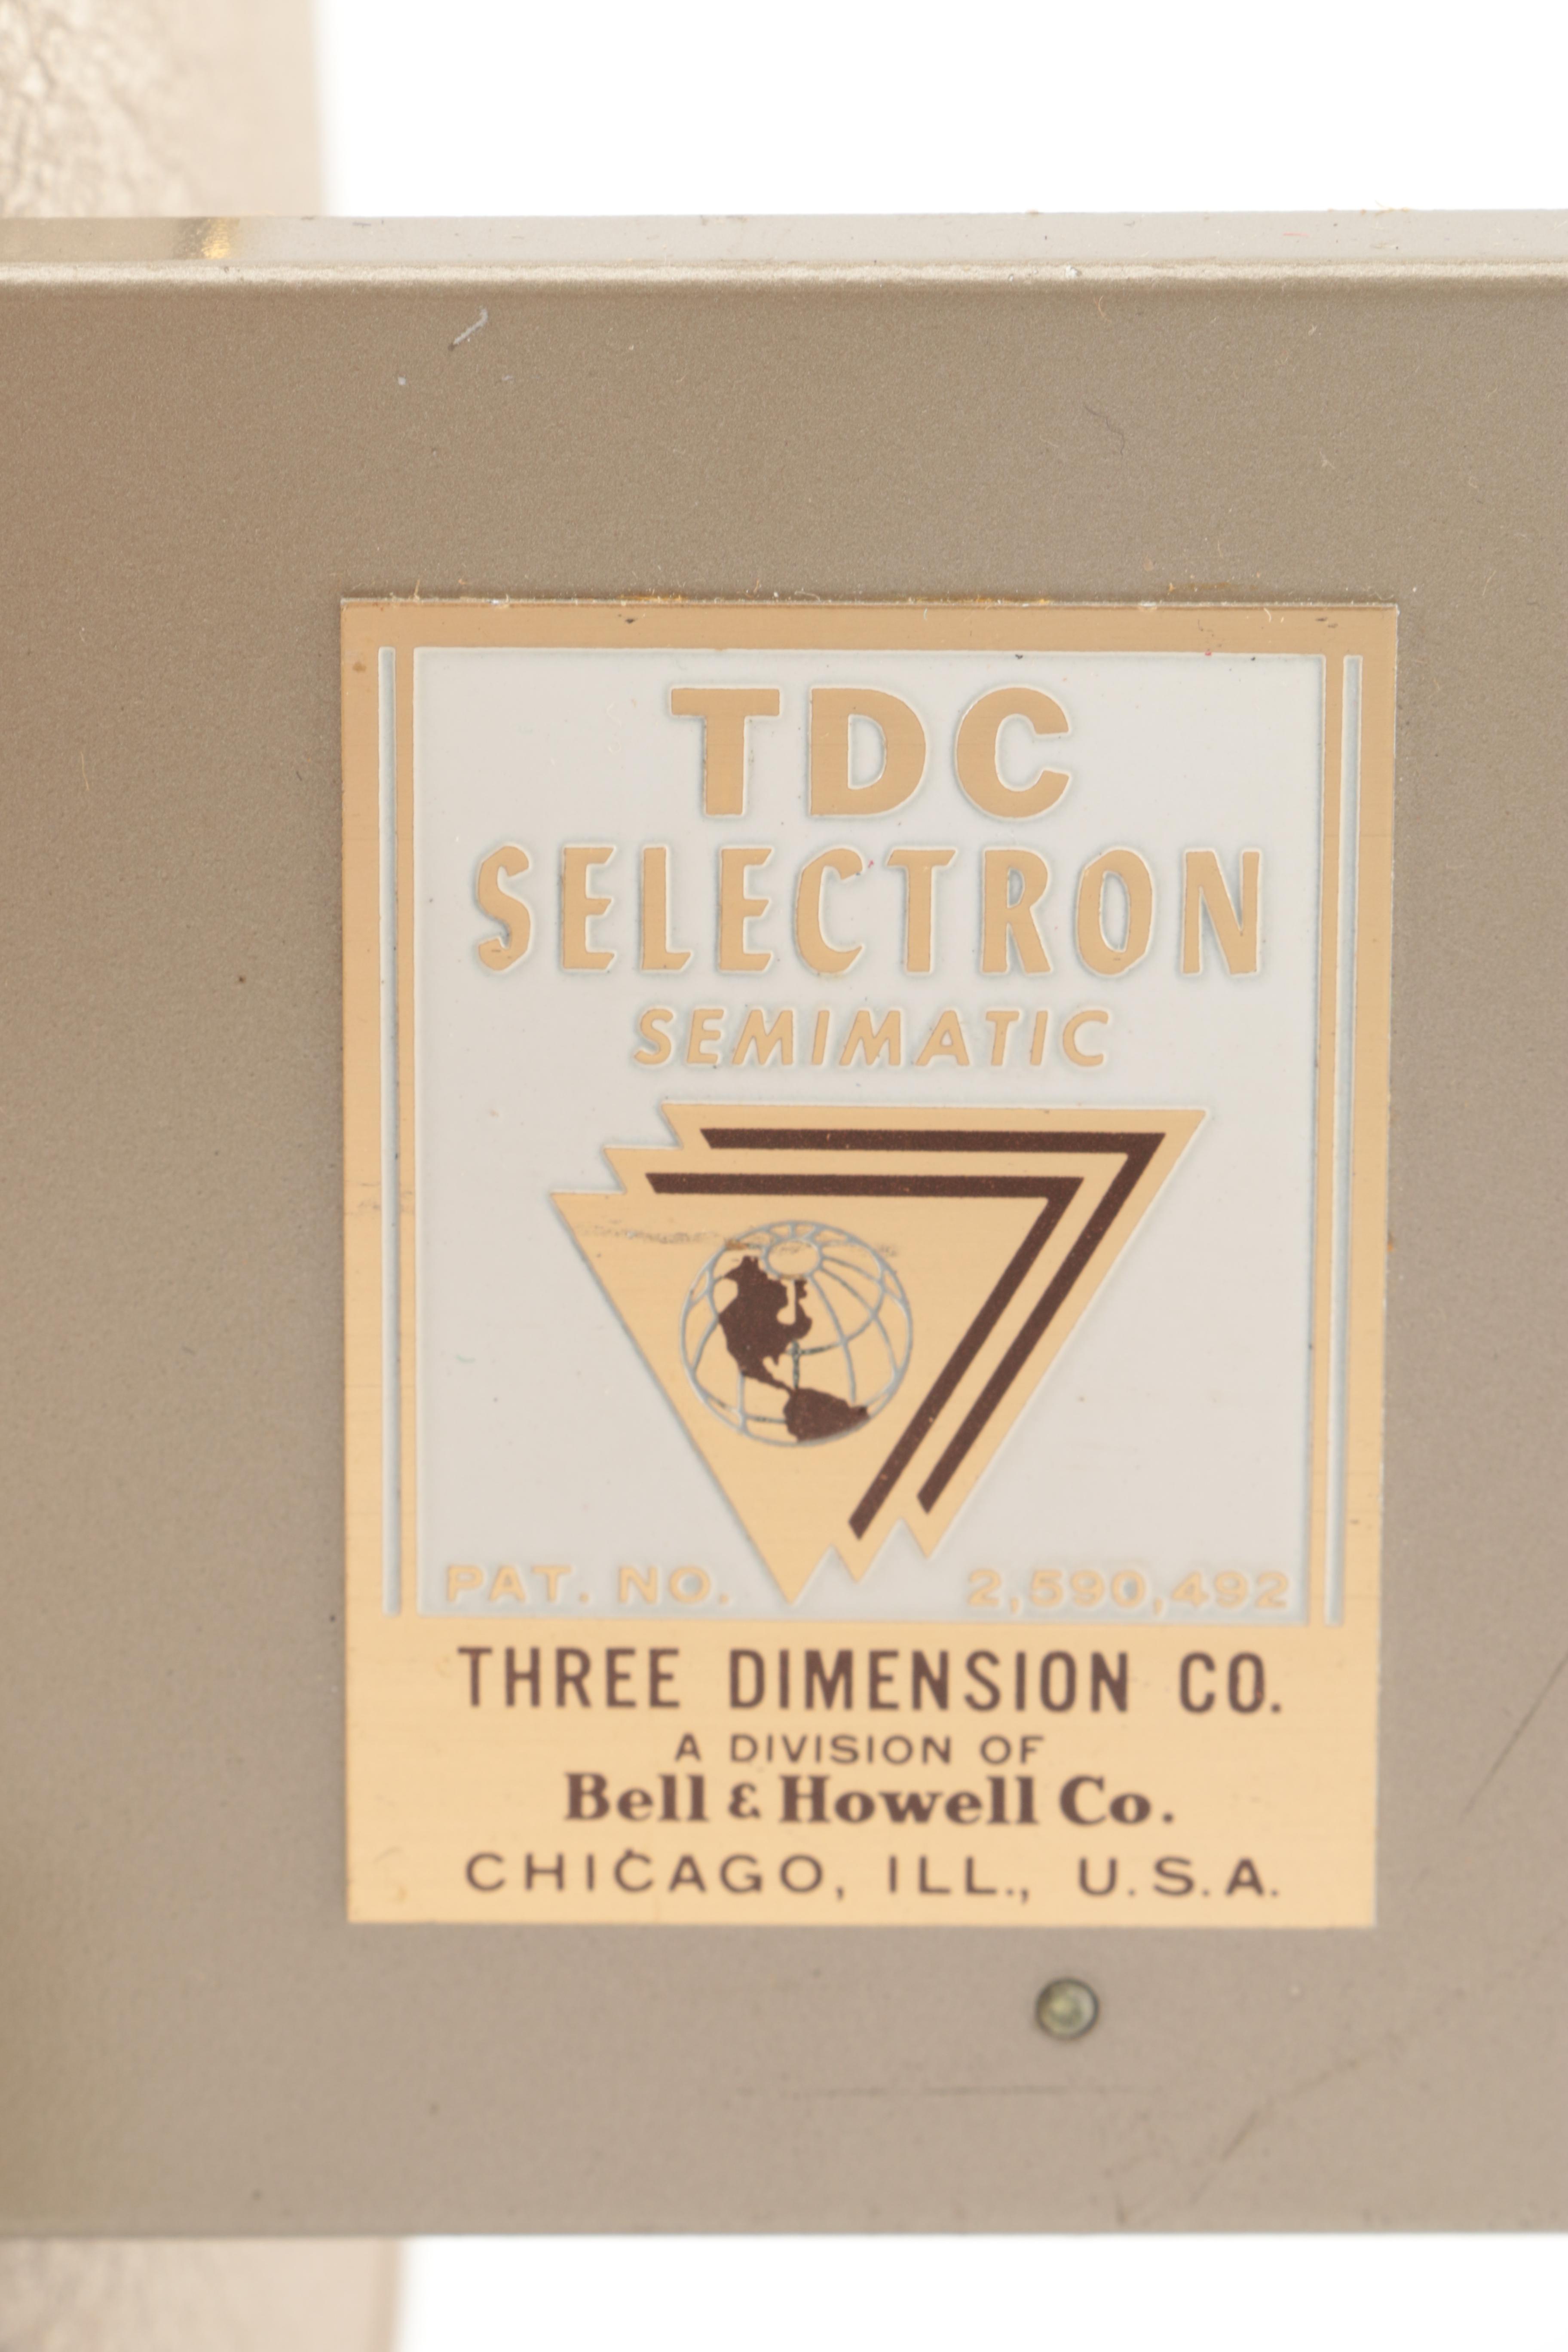 TDC
SELECTRON
SEMIMATIC
PAT. NO. 2,590,492
THREE DIMENSION CO.
A DIVISION OF
Bell & Howell Co.
CHICAGO, ILL., U.S.A.